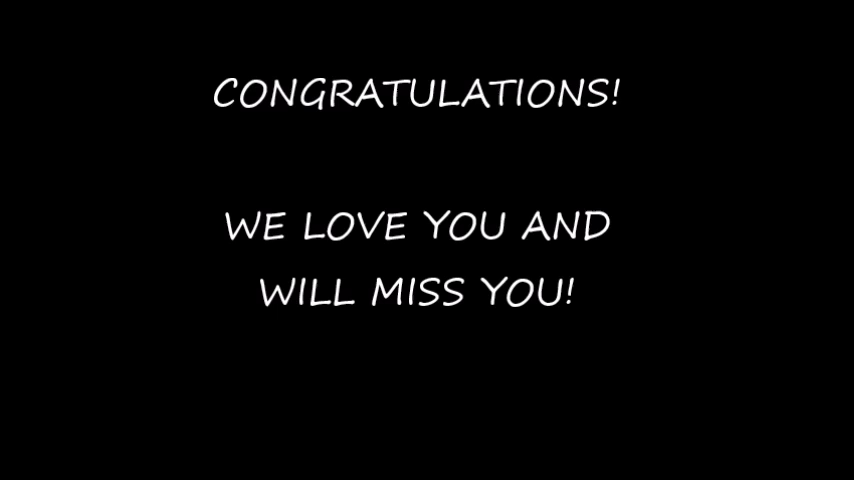 CONGRATULATIONS!
WE LOVE YOU AND
WILL MISS YOU!